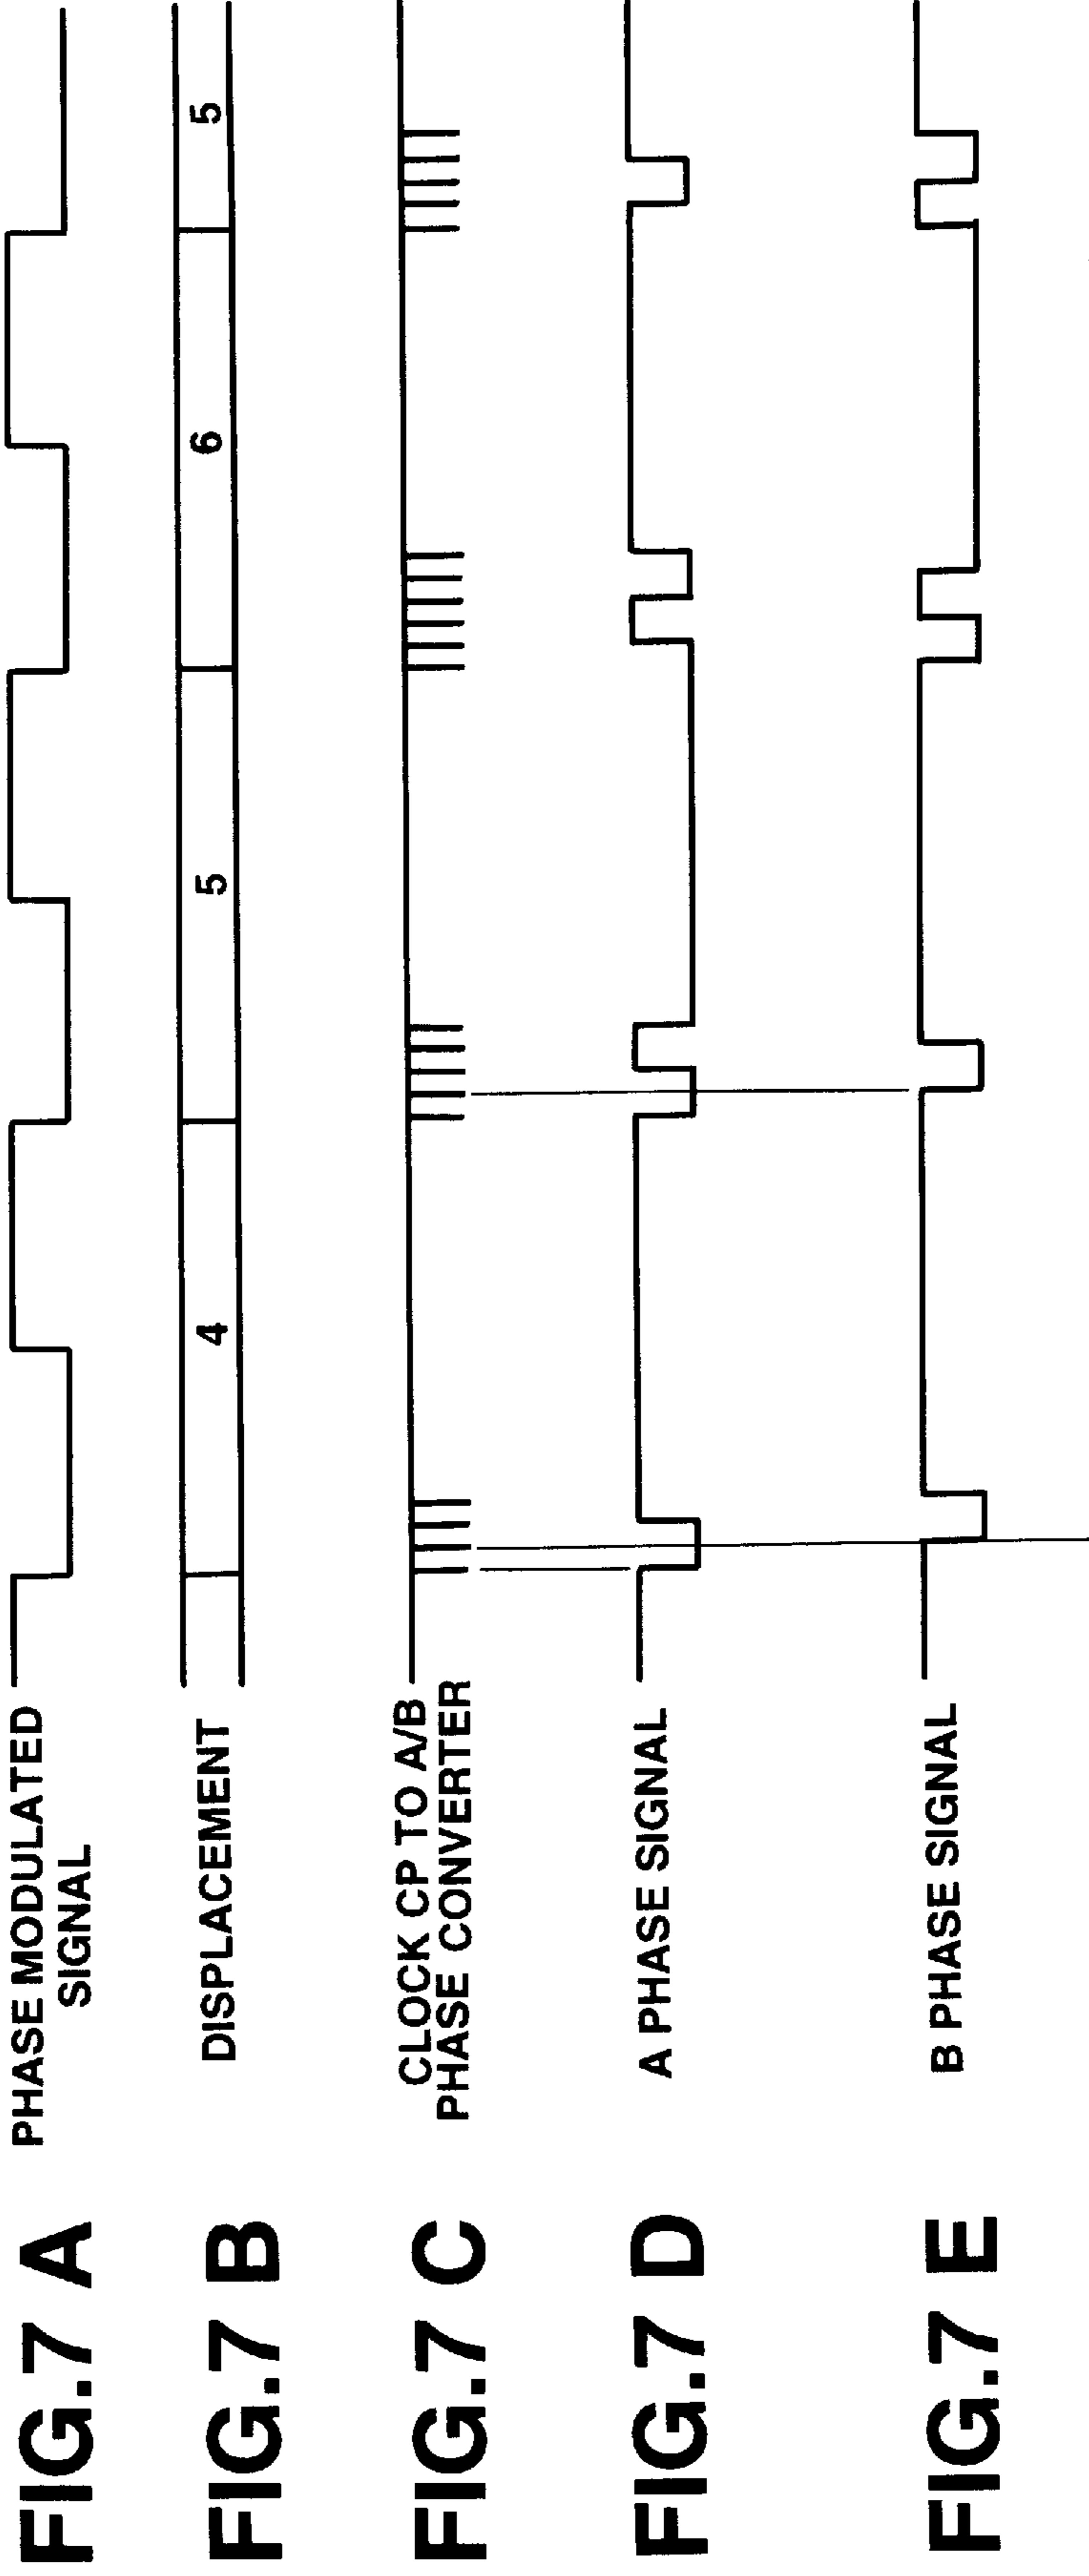 FIG.7 A
PHASE MODULATED
SIGNAL
FIG.7 B
DISPLACEMENT
4
5
6
5
FIG.7 C
CLOCK CP TO A/B
PHASE CONVERTER
FIG.7 D
A PHASE SIGNAL
FIG.7 E
B PHASE SIGNAL